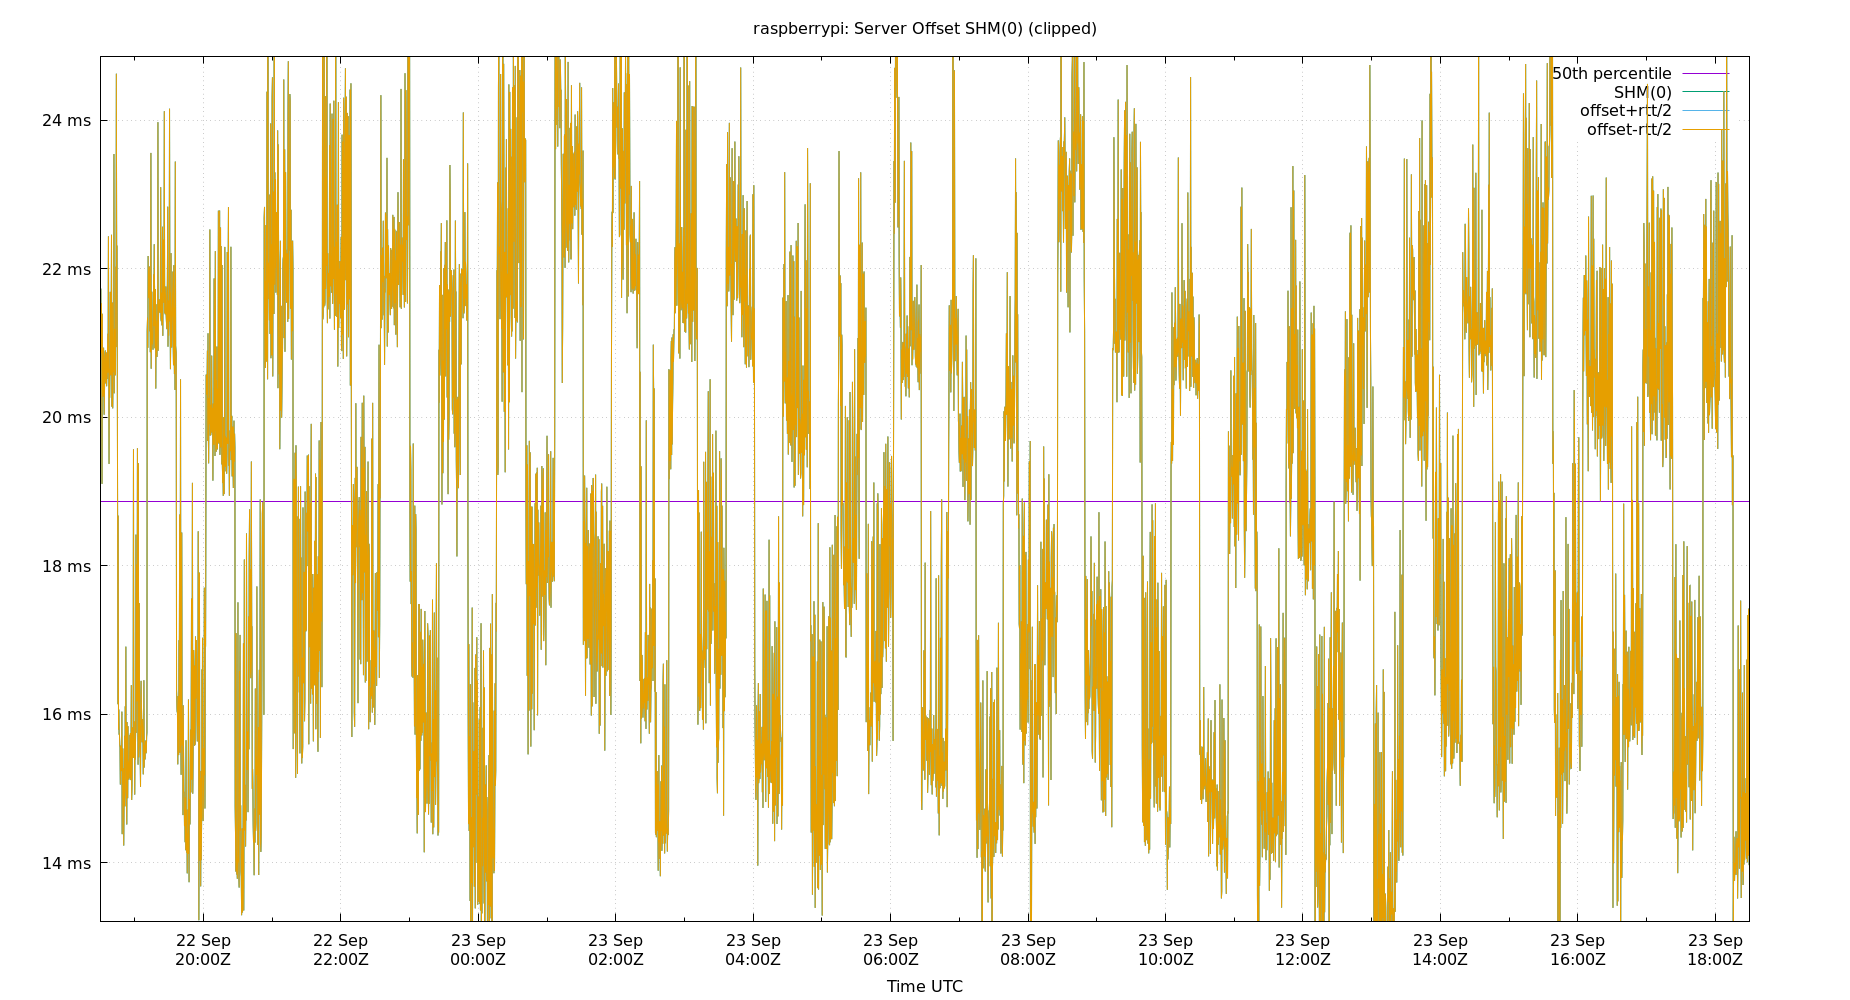 raspberrypi: Server Offset SHM(0) (clipped)
50th percentile
SHM(0)
offset+rtt/2
offset-rtt/2
24 ms
22 ms
20 ms
18 ms
16 ms
14 ms
22 Sep 22 Sep 23 Sep 23 Sep 23 Sep 23 Sep 23 Sep 23 Sep 23 Sep 23 Sep 23 Sep 23 Sep
20:00Z 22:00Z 00:00Z 02:00Z 04:00Z 06:00Z 08:00Z 10:00Z 12:00Z 14:00Z 16:00Z 18:00Z
Time UTC